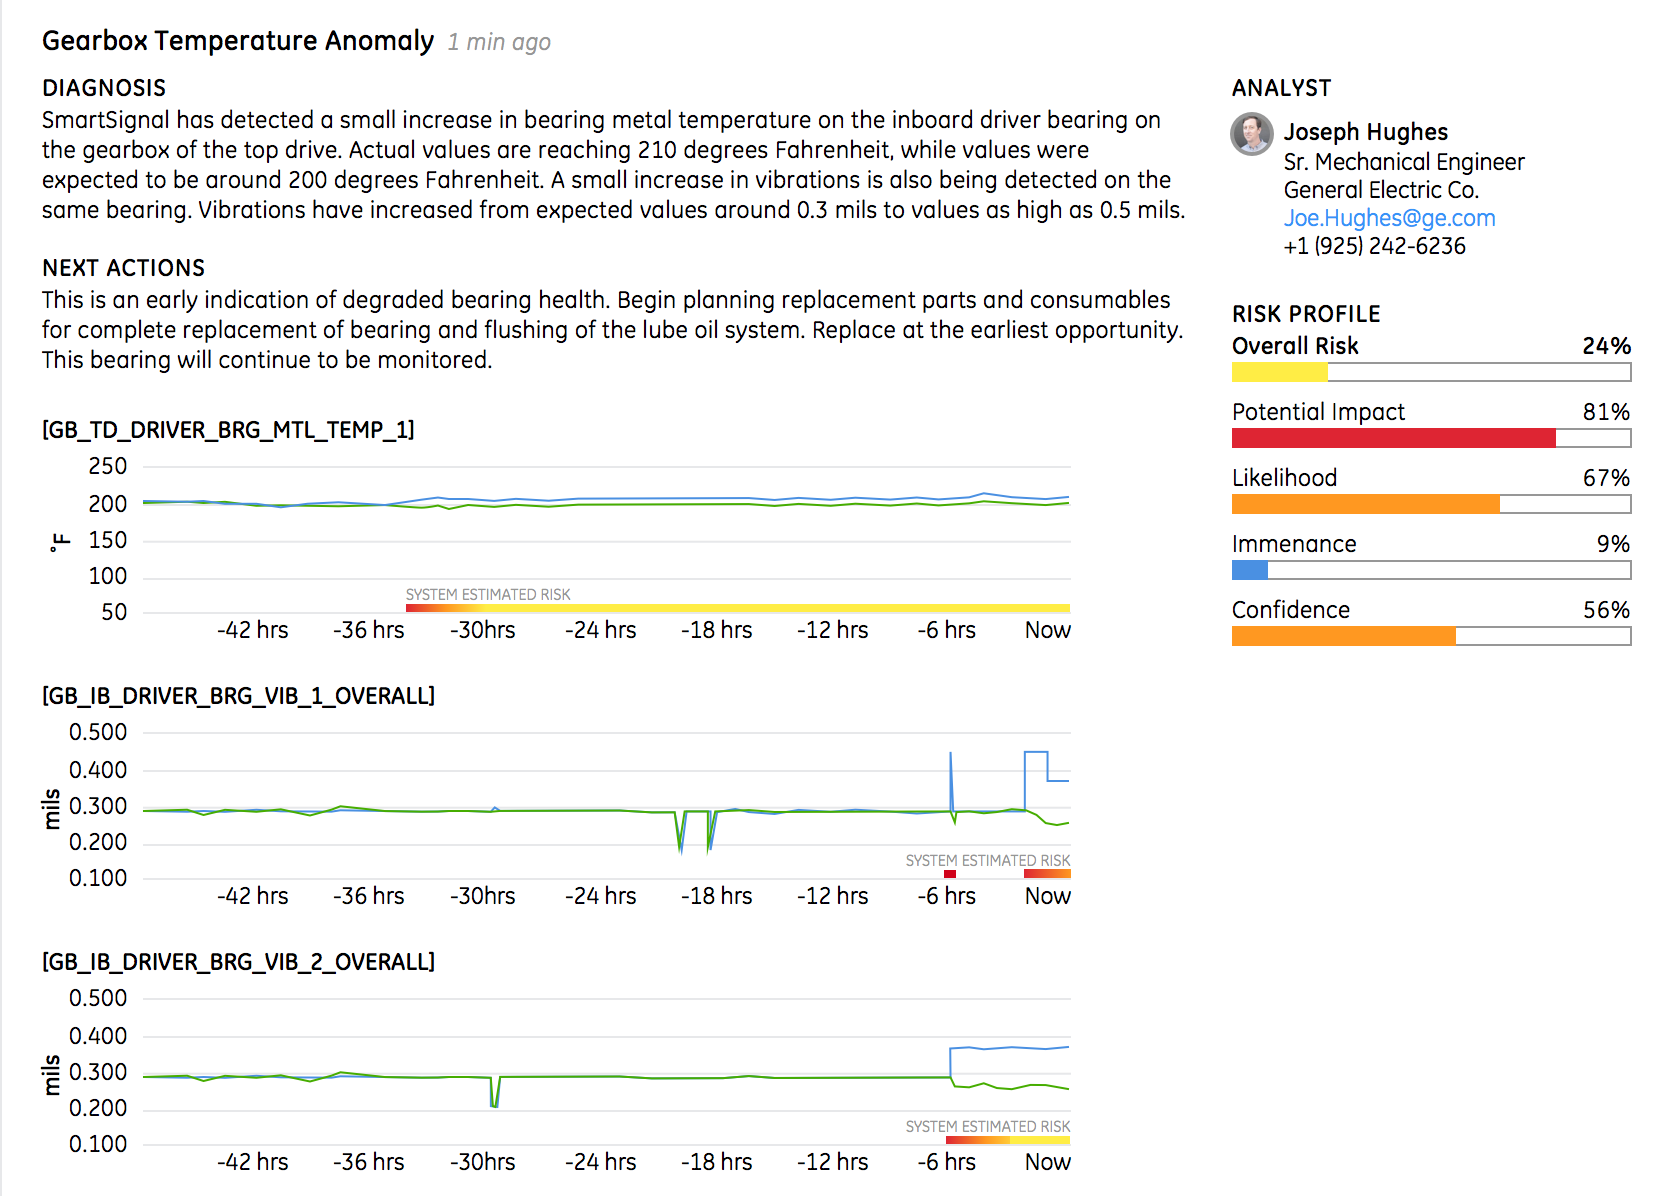 Gearbox Temperature Anomaly 1 min ago
DIAGNOSIS
SmartSignal has detected a small increase in bearing metal temperature on the inboard driver bearing on
the gearbox of the top drive. Actual values are reaching 210 degrees Fahrenheit, while values were
expected to be around 200 degrees Fahrenheit. A small increase in vibrations is also being detected on the
same bearing. Vibrations have increased from expected values around 0.3 mils to values as high as 0.5 mils.
NEXT ACTIONS
This is an early indication of degraded bearing health. Begin planning replacement parts and consumables
for complete replacement of bearing and flushing of the lube oil system. Replace at the earliest opportunity.
This bearing will continue to be monitored.
[GB_TD_DRIVER_BRG_MTL_TEMP_1]
250
200
150
100
50
°F
SYSTEM ESTIMATED RISK
-42 hrs -36 hrs -30hrs -24 hrs -18 hrs -12 hrs -6 hrs Now
[GB_IB_DRIVER_BRG_VIB_1_OVERALL]
0.500
0.400
0.300
0.200
0.100
mils
SYSTEM ESTIMATED RISK
-42 hrs -36 hrs -30hrs -24 hrs -18 hrs -12 hrs -6 hrs Now
[GB_IB_DRIVER_BRG_VIB_2_OVERALL]
0.500
0.400
0.300
0.200
0.100
mils
SYSTEM ESTIMATED RISK
-42 hrs -36 hrs -30hrs -24 hrs -18 hrs -12 hrs -6 hrs Now
ANALYST
Joseph Hughes
Sr. Mechanical Engineer
General Electric Co.
Joe.Hughes@ge.com
+1 (925) 242-6236
RISK PROFILE
Overall Risk 24%
Potential Impact 81%
Likelihood 67%
Immenance 9%
Confidence 56%